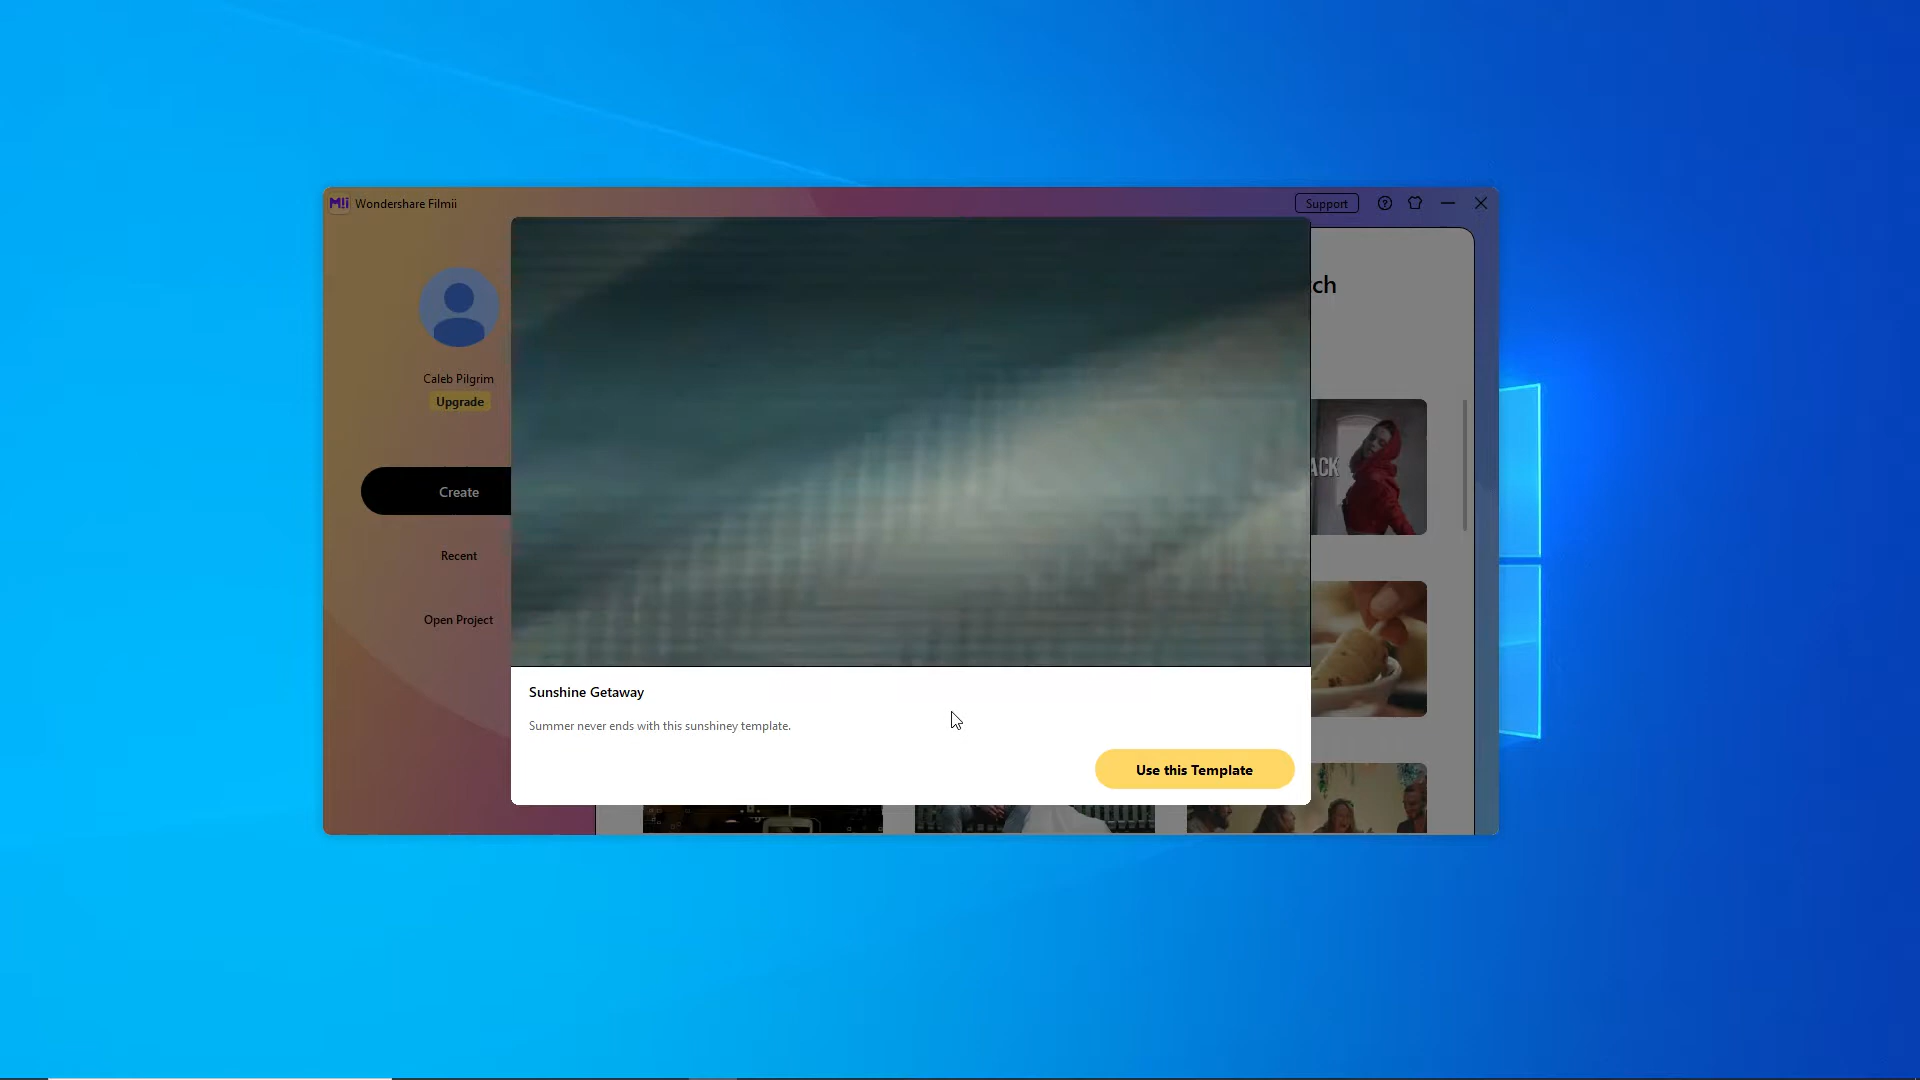 M!i Wondershare Filmii
Support
ch
Caleb Pilgrim
Upgrade
ACK
Create
Recent
Open Project
Sunshine Getaway
Summer never ends with this sunshiney template.
Use this Template